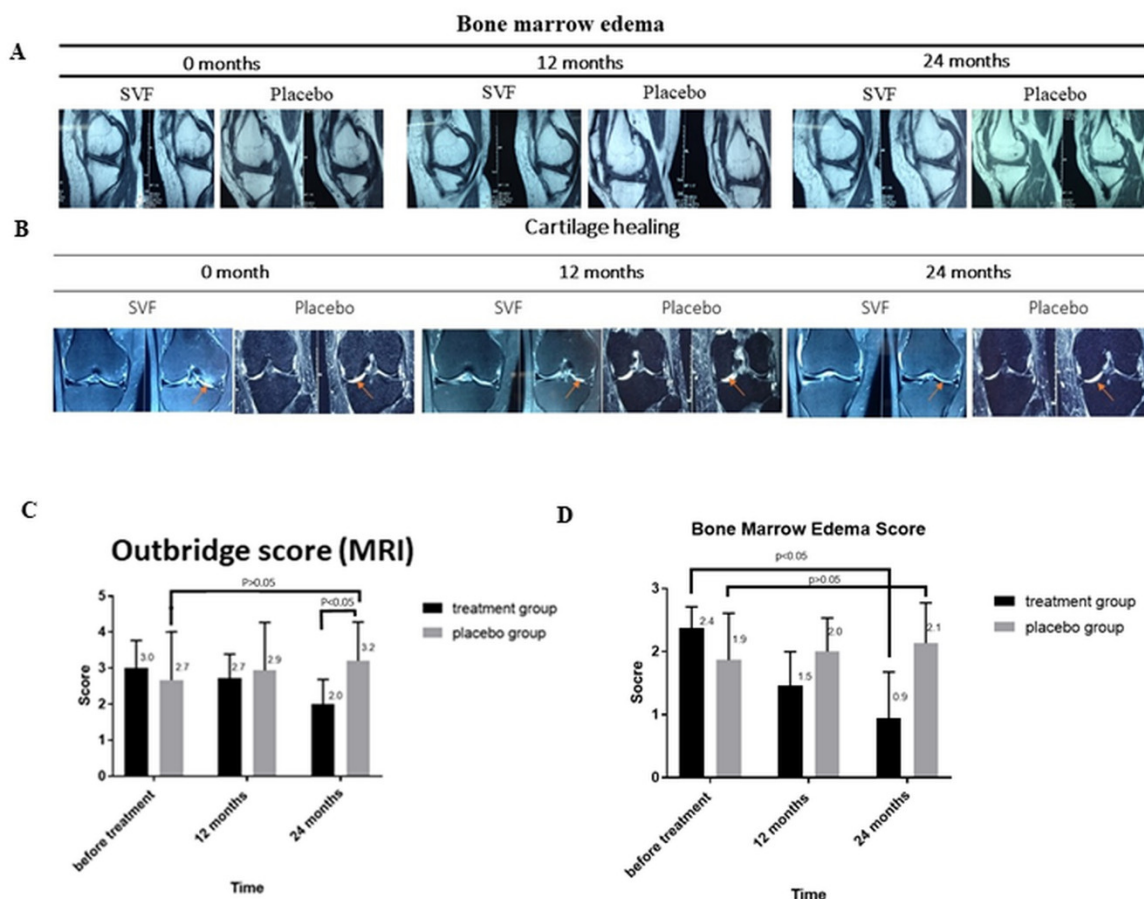 Bone marrow edema
A
0 months 12 months 24 months
SVF Placebo SVF Placebo SVF Placebo
B
Cartilage healing
0 month 12 months 24 months
SVF Placebo SVF Placebo SVF Placebo
C
Outbridge score (MRI)
P>0.05
P<0.05
5
4
3
2
1
0
Score
3.0
2.7
2.7
2.9
2.0
3.2
before treatment
12 months
24 months
Time
treatment group
placebo group
D
Bone Marrow Edema Score
p<0.05
p>0.05
3
2
1
0
Socre
2.4
1.9
1.5
2.0
0.9
2.1
before treatment
12 months
24 months
Time
treatment group
placebo group